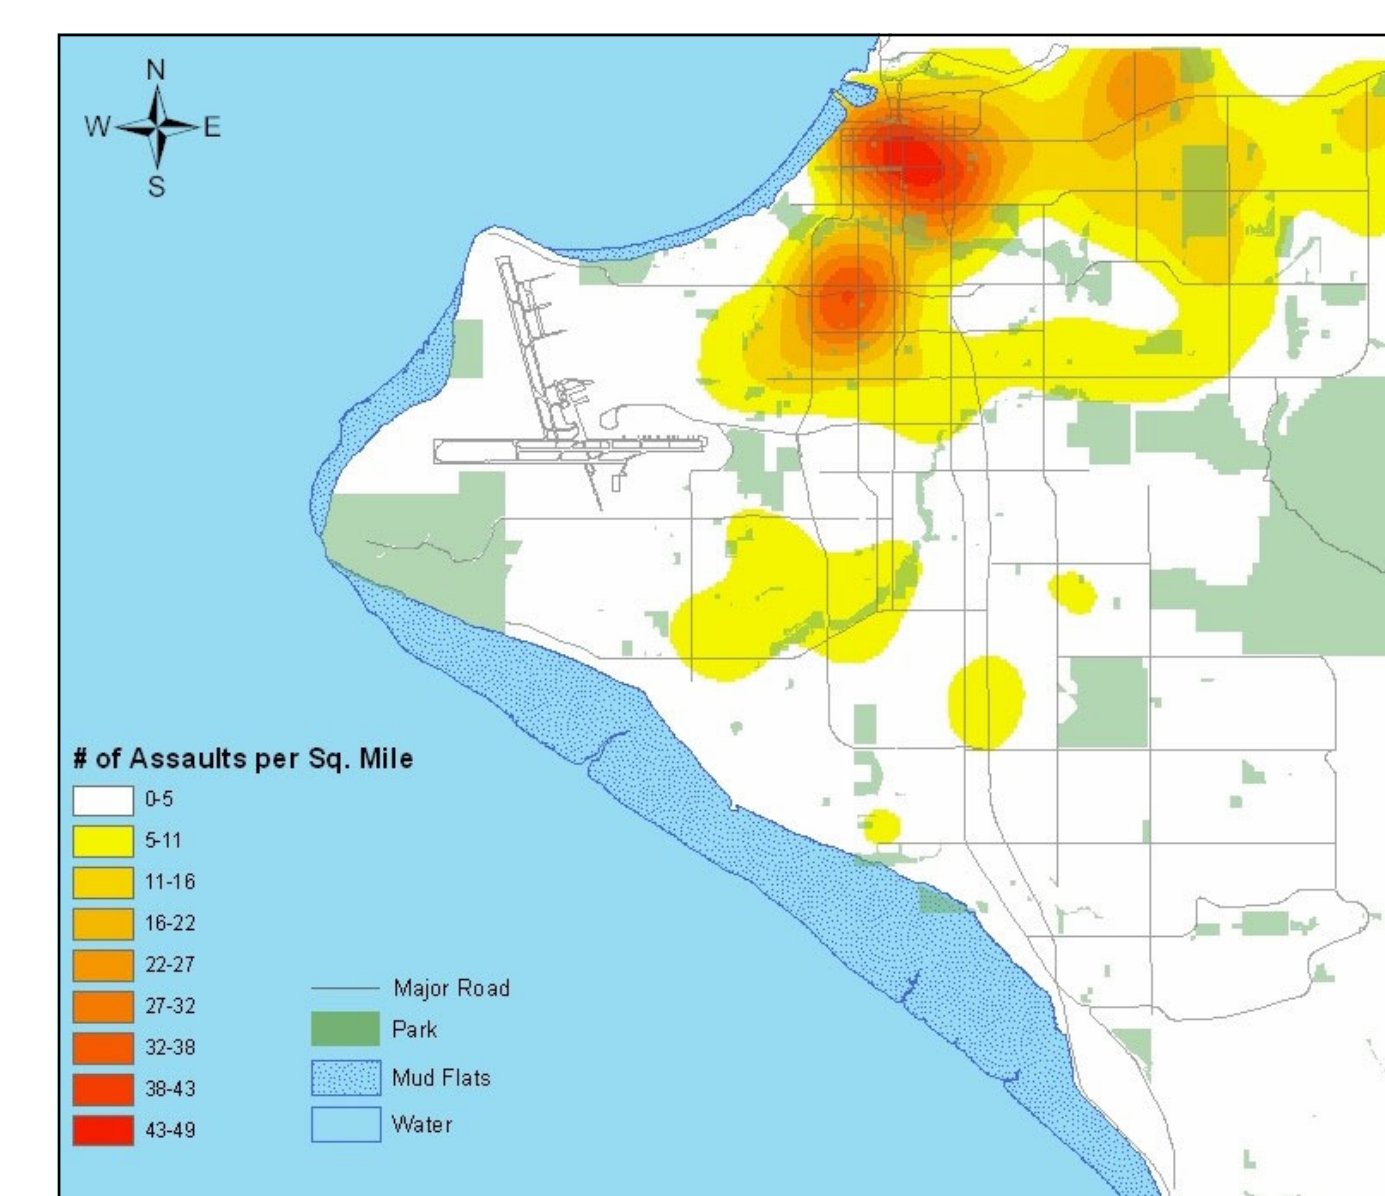 N
W E
S
# of Assaults per Sq. Mile
0-5
5-11
11-16
16-22
22-27
27-32
32-38
38-43
43-49
Major Road
Park
Mud Flats
Water